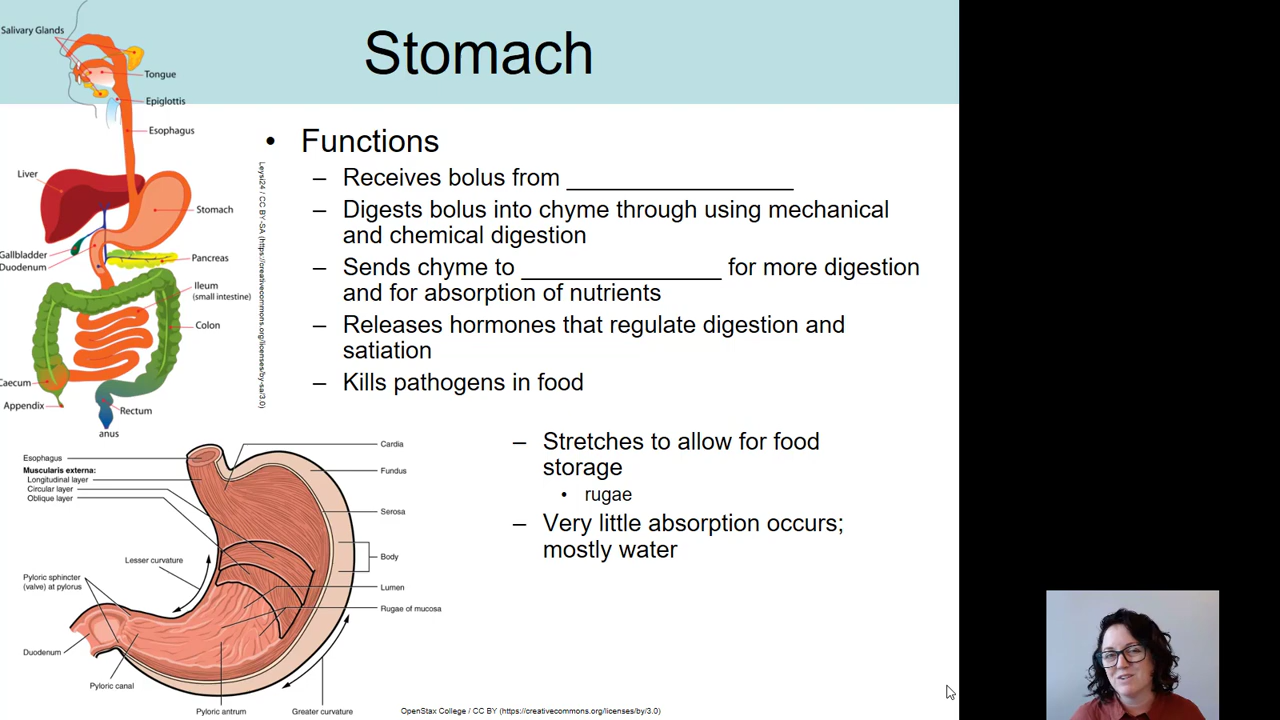 Stomach
Salivary Glands
Tongue
Epiglottis
Esophagus
Liver
Stomach
Gallbladder
Duodenum
Pancreas
Ileum
(small intestine)
Colon
Caecum
Appendix
Rectum
anus
Leysi24 / CC BY-SA (https://creativecommons.org/licenses/by-sa/3.0)
• Functions
– Receives bolus from __________________
– Digests bolus into chyme through using mechanical
and chemical digestion
– Sends chyme to ________________ for more digestion
and for absorption of nutrients
– Releases hormones that regulate digestion and
satiation
– Kills pathogens in food
– Stretches to allow for food
storage
• rugae
– Very little absorption occurs;
mostly water
Esophagus
Muscularis externa:
Longitudinal layer
Circular layer
Oblique layer
Cardia
Fundus
Serosa
Body
Lesser curvature
Lumen
Rugae of mucosa
Pyloric sphincter
(valve) at pylorus
Duodenum
Pyloric canal
Pyloric antrum
Greater curvature
OpenStax College / CC BY (https://creativecommons.org/licenses/by/3.0)